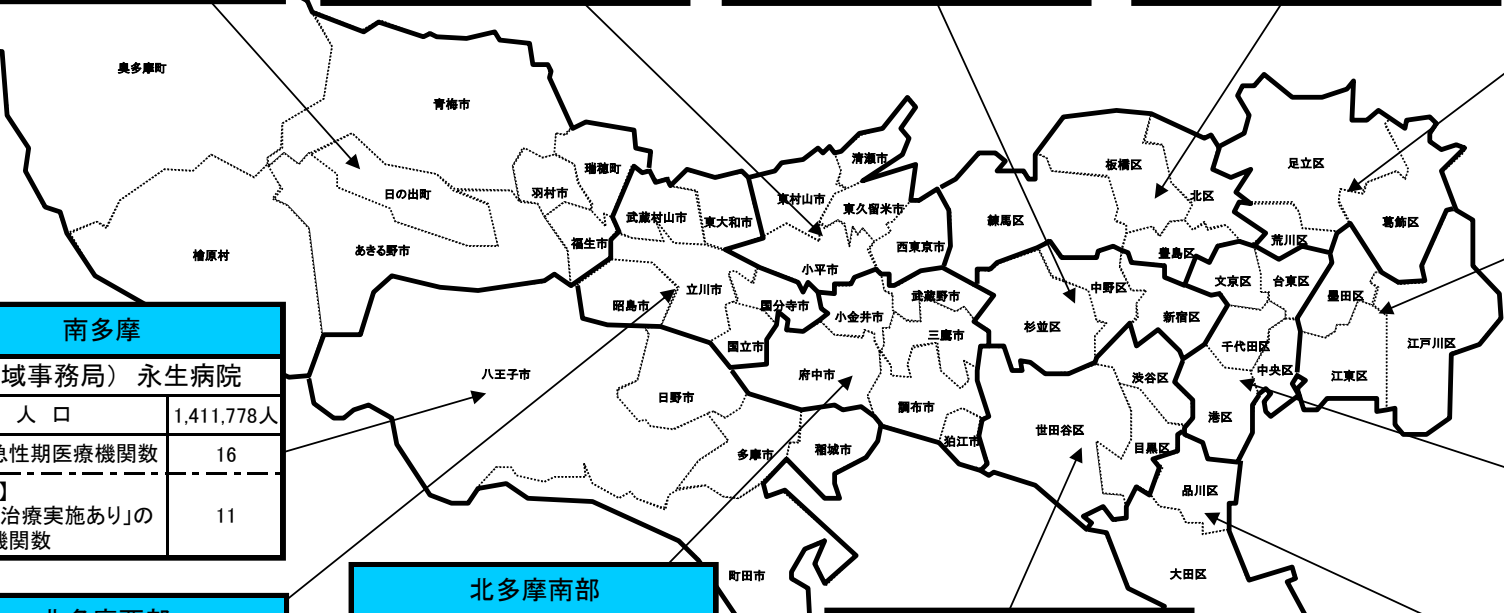 奥多摩町
青梅市
瑞穂町
羽村市
日の出町
福生市
あきる野市
檜原村
武蔵村山市
東大和市
東村山市
清瀬市
東久留米市
西東京市
小平市
昭島市
立川市
国分寺市
国立市
小金井市
武蔵野市
三鷹市
府中市
調布市
狛江市
八王子市
日野市
多摩市
稲城市
町田市
練馬区
板橋区
北区
豊島区
足立区
葛飾区
荒川区
杉並区
中野区
新宿区
文京区
台東区
墨田区
江戸川区
千代田区
中央区
江東区
渋谷区
港区
世田谷区
目黒区
品川区
大田区
南多摩
域事務局) 永生病院
人 口
1,411,778人
急性期医療機関数
16
】
治療実施あり」の
機関数
11
北多摩西部
北多摩南部